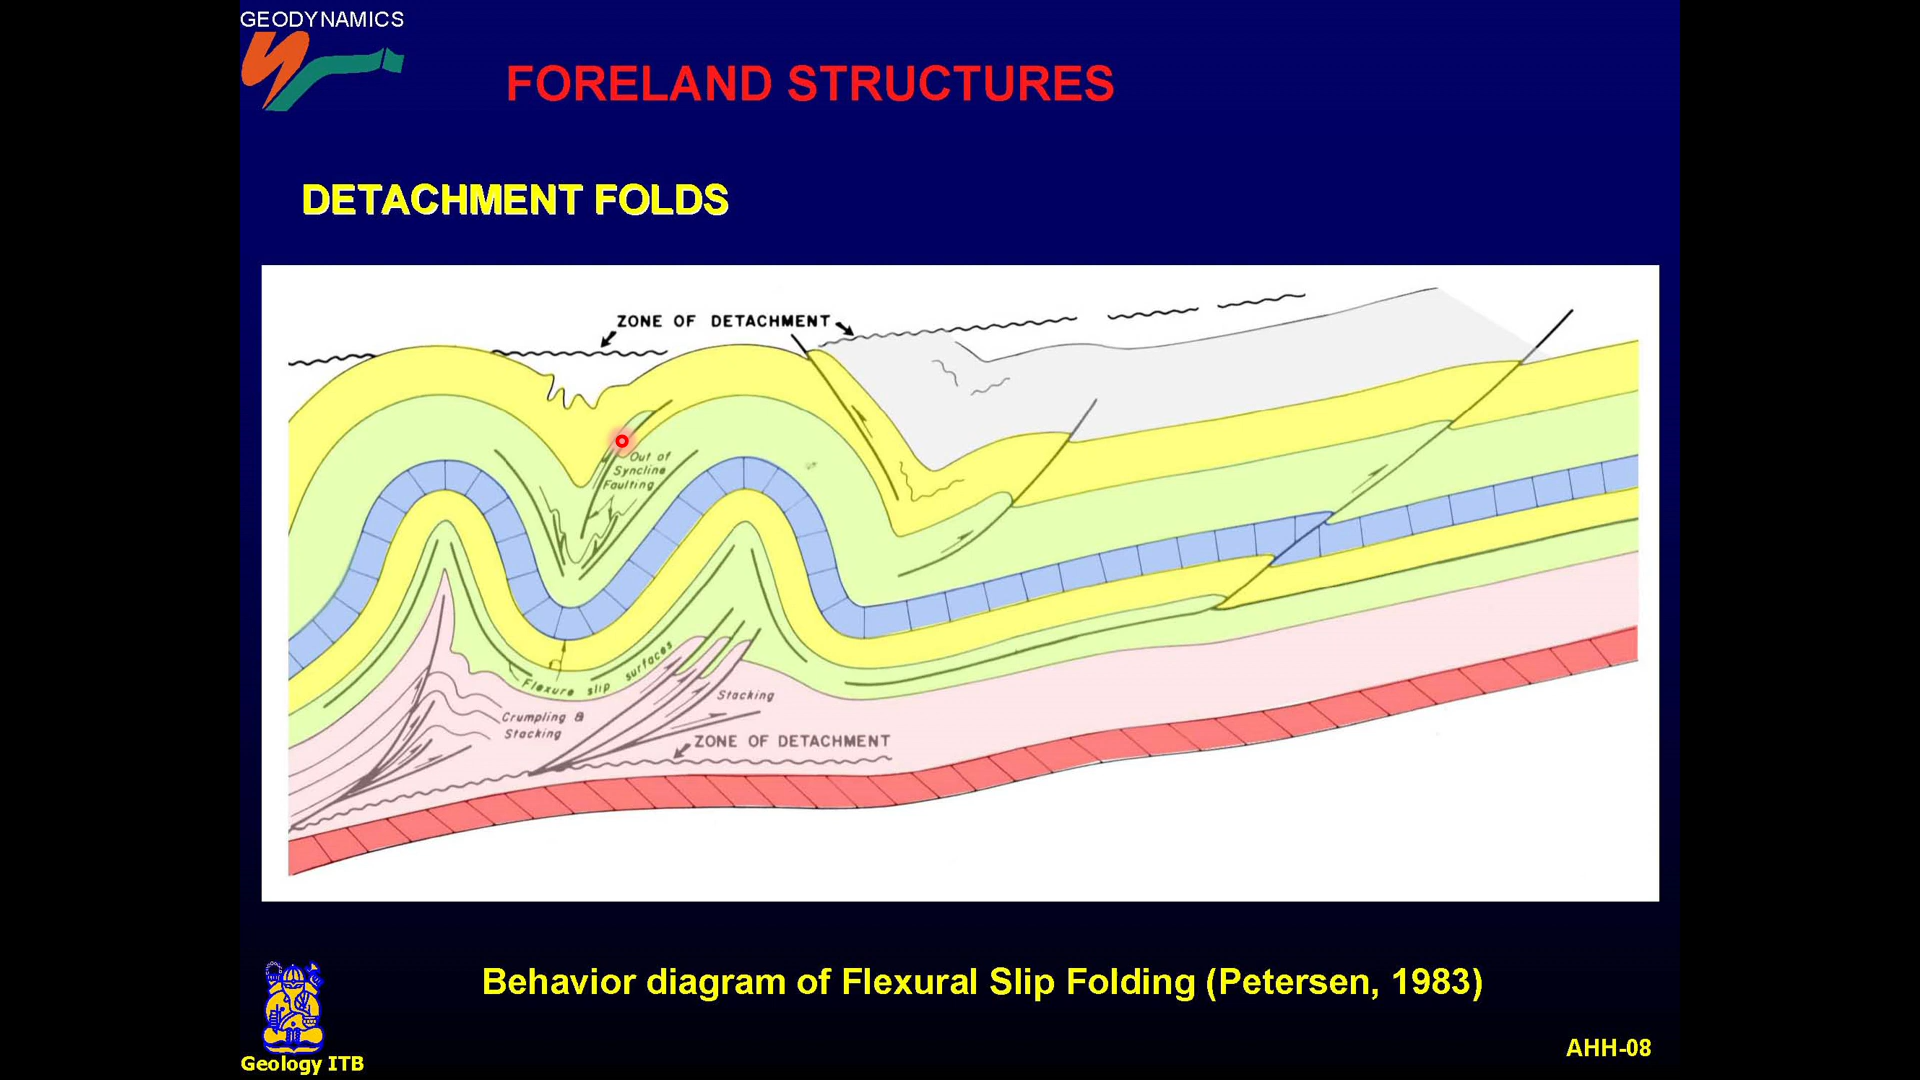 GEODYNAMICS
FORELAND STRUCTURES
DETACHMENT FOLDS
ZONE OF DETACHMENT
Out of
Syncline
Faulting
Flexure slip surfaces
Stacking
Crumpling &
Stacking
ZONE OF DETACHMENT
Behavior diagram of Flexural Slip Folding (Petersen, 1983)
Geology ITB
AHH-08